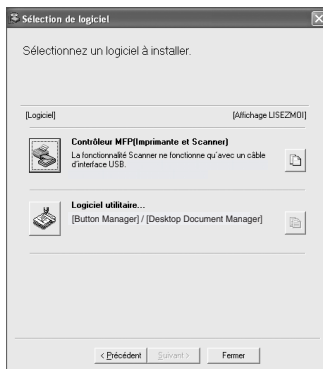 Sélection de logiciel
Sélectionnez un logiciel à installer.
[Logiciel] [Affichage LISEZMOI]
Contrôleur MFP(Imprimante et Scanner)
La fonctionnalité Scanner ne fonctionne qu'avec un câble
d'interface USB.
Logiciel utilitaire...
[Button Manager] / [Desktop Document Manager]
< Précédent Suivant > Fermer